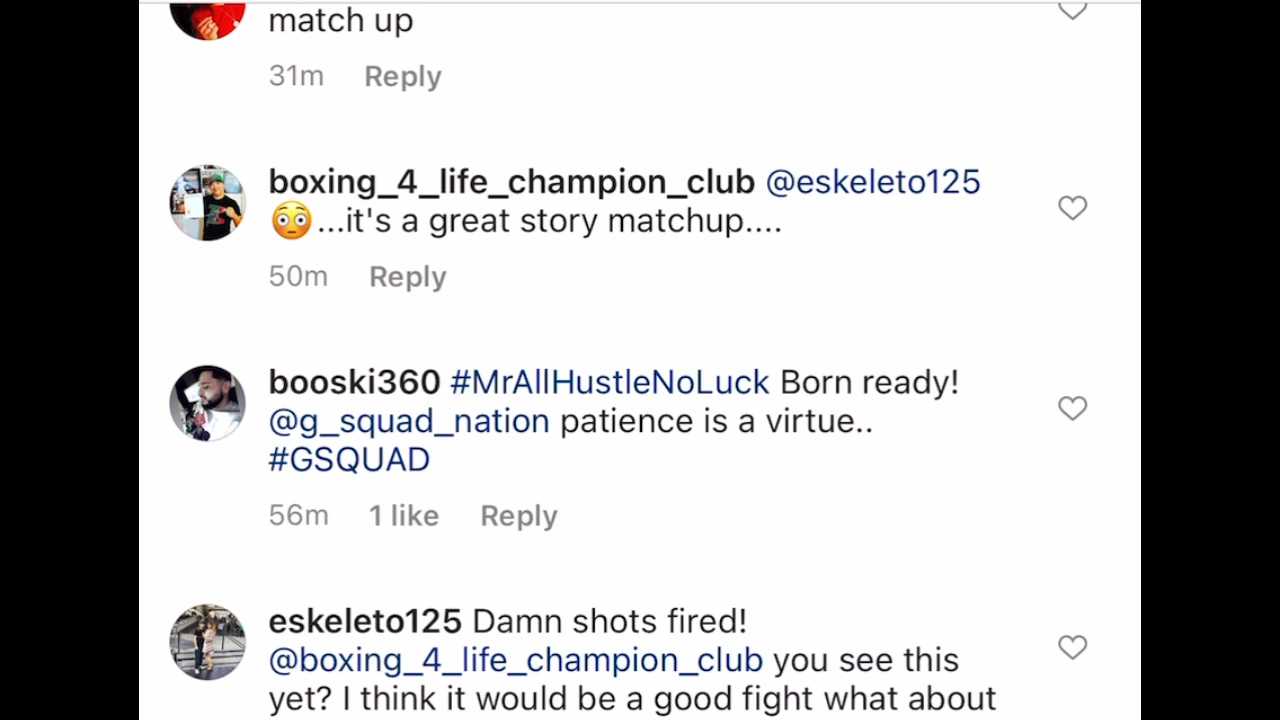 match up
31m Reply
boxing_4_life_champion_club @eskeleto125
😳...it's a great story matchup....
50m Reply
booski360 #MrAllHustleNoLuck Born ready!
@g_squad_nation patience is a virtue..
#GSQUAD
56m 1 like Reply
eskeleto125 Damn shots fired!
@boxing_4_life_champion_club you see this
yet? I think it would be a good fight what about